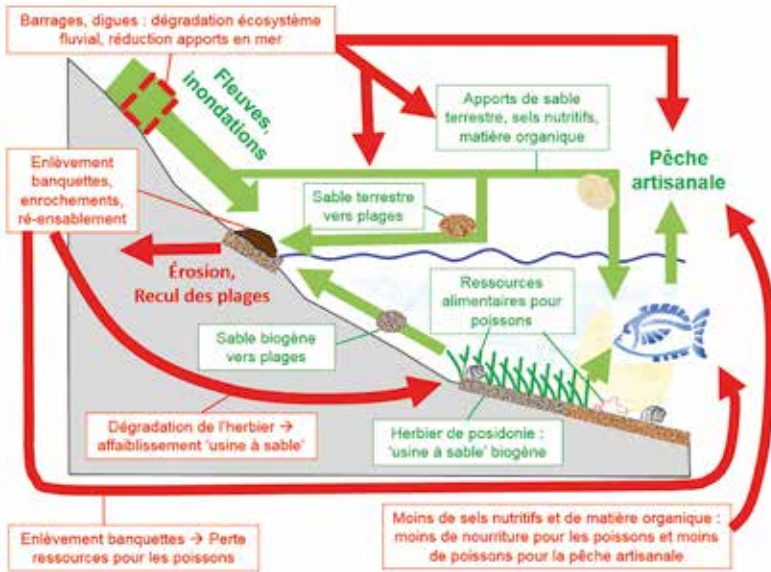 Barrages, digues : dégradation écosystème
fluvial, réduction apports en mer
Fleuves,
inondations
Apports de sable
terrestre, sels nutritifs,
matière organique
Pêche
artisanale
Enlèvement
banquettes,
enrochements,
ré-ensablement
Sable terrestre
vers plages
Érosion,
Recul des plages
Ressources
alimentaires pour
poissons
Sable biogène
vers plages
Dégradation de l'herbier →
affaiblissement 'usine à sable'
Herbier de posidonie :
'usine à sable' biogène
Enlèvement banquettes → Perte
ressources pour les poissons
Moins de sels nutritifs et de matière organique :
moins de nourriture pour les poissons et moins
de poissons pour la pêche artisanale